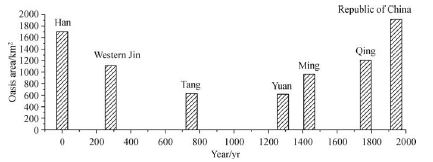 Republic of China
2000
1800
1600
1400
1200
1000
800
600
400
200
0
Oasis area/km²
Han
Western Jin
Tang
Yuan
Ming
Qing
0 200 400 600 800 1000 1200 1400 1600 1800 2000
Year/yr